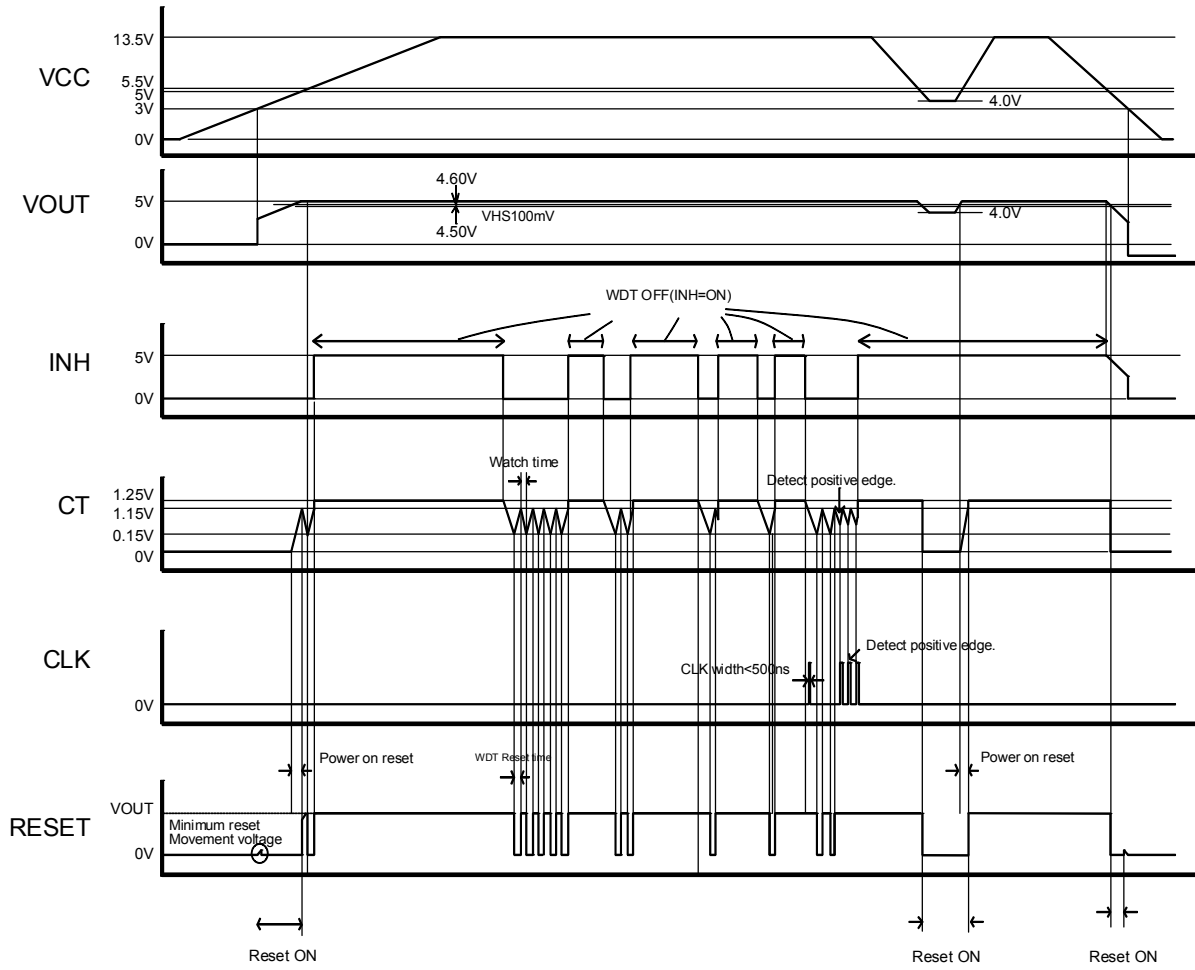 13.5V
VCC
5.5V
5V
3V
0V
4.0V
VOUT
5V
0V
4.60V
VHS100mV
4.50V
4.0V
WDT OFF(INH=ON)
INH
5V
0V
Watch time
Detect positive edge.
CT
1.25V
1.15V
0.15V
0V
CLK
Detect positive edge.
CLK width<500ns
0V
Power on reset
WDT Reset time
Power on reset
VOUT
RESET
Minimum reset
Movement voltage
0V
Reset ON
Reset ON
Reset ON